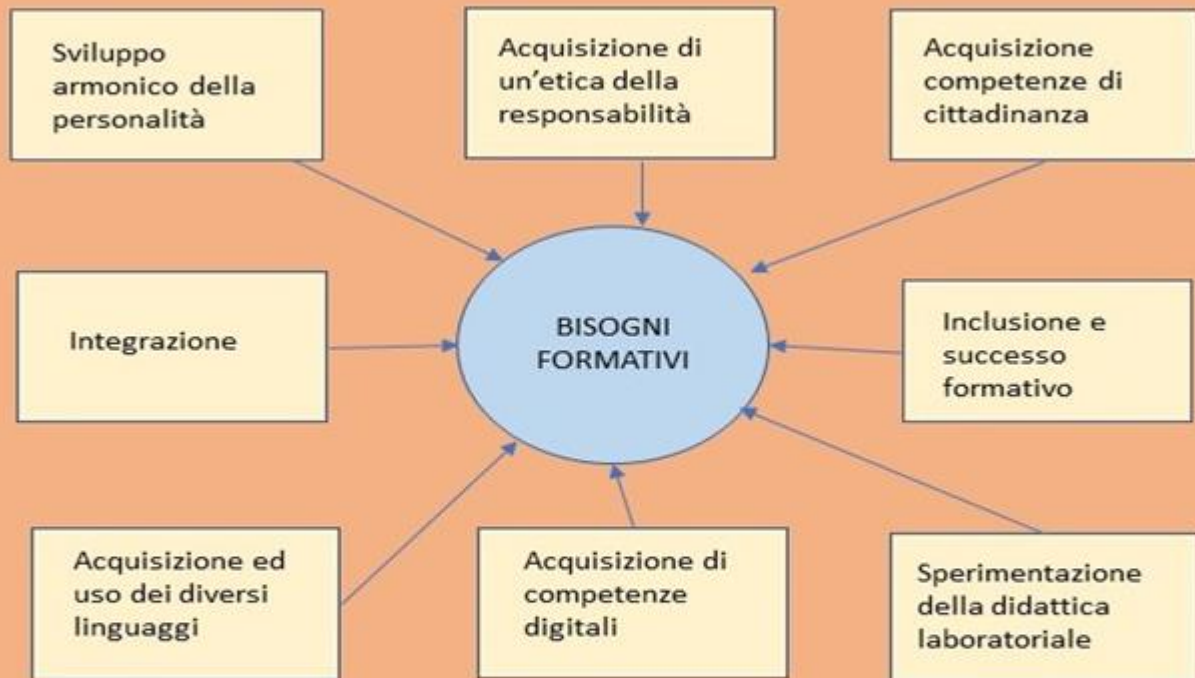 Sviluppo
armonico della
personalità
Acquisizione di
un’etica della
responsabilità
Acquisizione
competenze di
cittadinanza
Integrazione
BISOGNI
FORMATIVI
Inclusione e
successo
formativo
Acquisizione ed
uso dei diversi
linguaggi
Acquisizione di
competenze
digitali
Sperimentazione
della didattica
laboratoriale